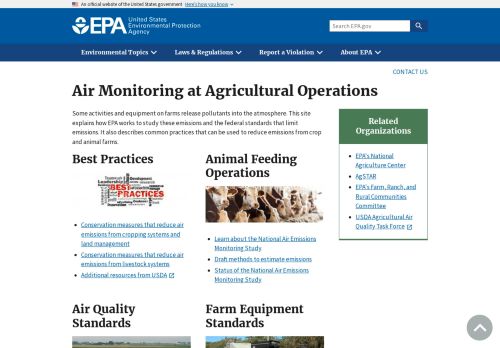 An official website of the United States government Here's how you know
EPA United States
Environmental Protection
Agency
Search EPA.gov
Environmental Topics
Laws & Regulations
Report a Violation
About EPA
CONTACT US
Air Monitoring at Agricultural Operations
Some activities and equipment on farms release pollutants into the atmosphere. This site
explains how EPA works to study these emissions and the federal standards that limit
emissions. It also describes common practices that can be used to reduce emissions from crop
and animal farms.
Best Practices
BEST
PRACTICES
Conservation measures that reduce air
emissions from cropping systems and
land management
Conservation measures that reduce air
emissions from livestock systems
Additional resources from USDA
Animal Feeding
Operations
Learn about the National Air Emissions
Monitoring Study.
Draft methods to estimate emissions
Status of the National Air Emissions
Monitoring Study.
Related
Organizations
EPA's National
Agriculture Center
AgSTAR
EPA's Farm, Ranch, and
Rural Communities
Committee
USDA Agricultural Air
Quality Task Force
Air Quality
Standards
Farm Equipment
Standards